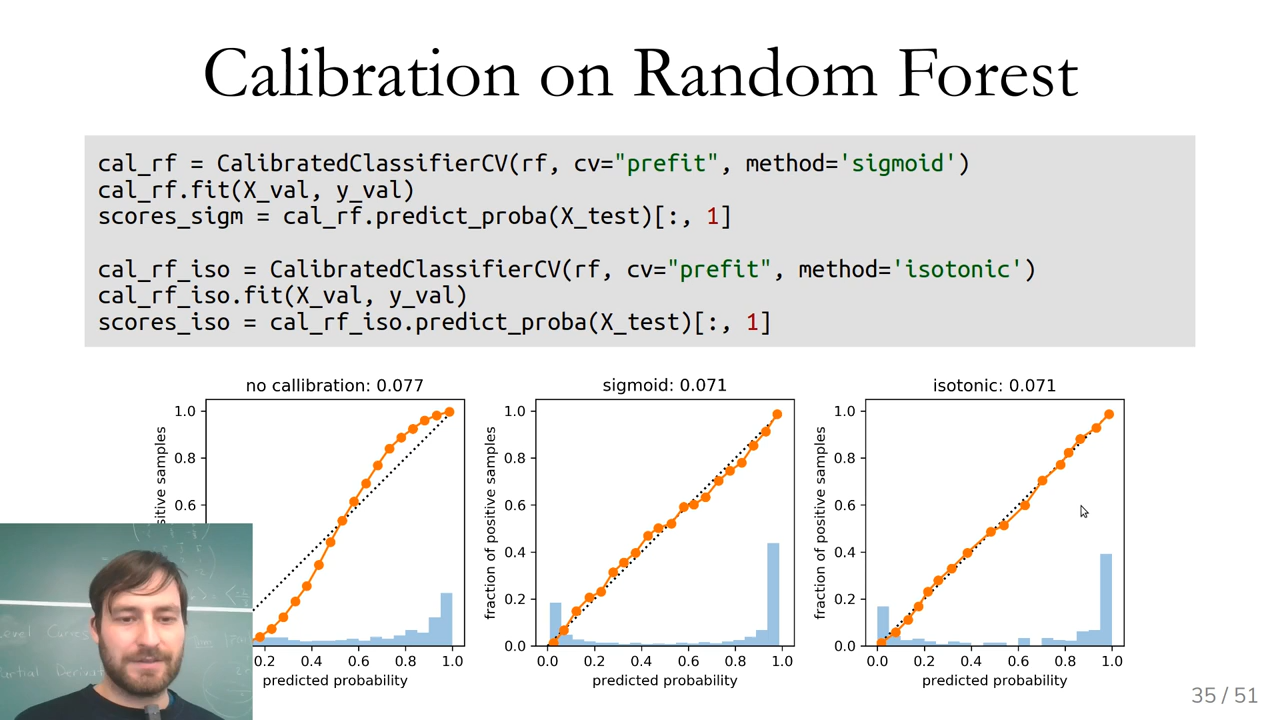 Calibration on Random Forest
cal_rf = CalibratedClassifierCV(rf, cv="prefit", method='sigmoid')
cal_rf.fit(X_val, y_val)
scores_sigm = cal_rf.predict_proba(X_test)[:, 1]
cal_rf_iso = CalibratedClassifierCV(rf, cv="prefit", method='isotonic')
cal_rf_iso.fit(X_val, y_val)
scores_iso = cal_rf_iso.predict_proba(X_test)[:, 1]
no callibration: 0.077
1.0
0.8
0.6
sitive samples
0.2 0.4 0.6 0.8 1.0
predicted probability
sigmoid: 0.071
1.0
0.8
0.6
0.4
0.2
0.0
fraction of positive samples
0.0 0.2 0.4 0.6 0.8 1.0
predicted probability
isotonic: 0.071
1.0
0.8
0.6
0.4
0.2
0.0
fraction of positive samples
0.0 0.2 0.4 0.6 0.8 1.0
predicted probability
Level Curves
Partial
35 / 51